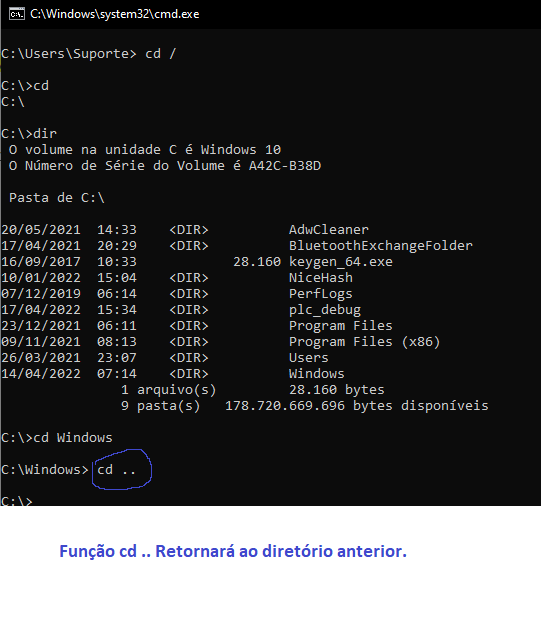 C:\Windows\system32\cmd.exe
C:\Users\Suporte> cd /
C:\>cd
C:\
C:\>dir
 O volume na unidade C é Windows 10
 O Número de Série do Volume é A42C-B38D
 Pasta de C:\
20/05/2021  14:33    <DIR>          AdwCleaner
17/04/2021  20:29    <DIR>          BluetoothExchangeFolder
16/09/2017  10:33            28.160 keygen_64.exe
10/01/2022  15:04    <DIR>          NiceHash
07/12/2019  06:14    <DIR>          PerfLogs
17/04/2022  15:34    <DIR>          plc_debug
23/12/2021  06:11    <DIR>          Program Files
09/11/2021  08:13    <DIR>          Program Files (x86)
26/03/2021  23:07    <DIR>          Users
14/04/2022  07:14    <DIR>          Windows
               1 arquivo(s)         28.160 bytes
               9 pasta(s)   178.720.669.696 bytes disponíveis
C:\>cd Windows
C:\Windows> cd ..
C:\>
Função cd .. Retornará ao diretório anterior.